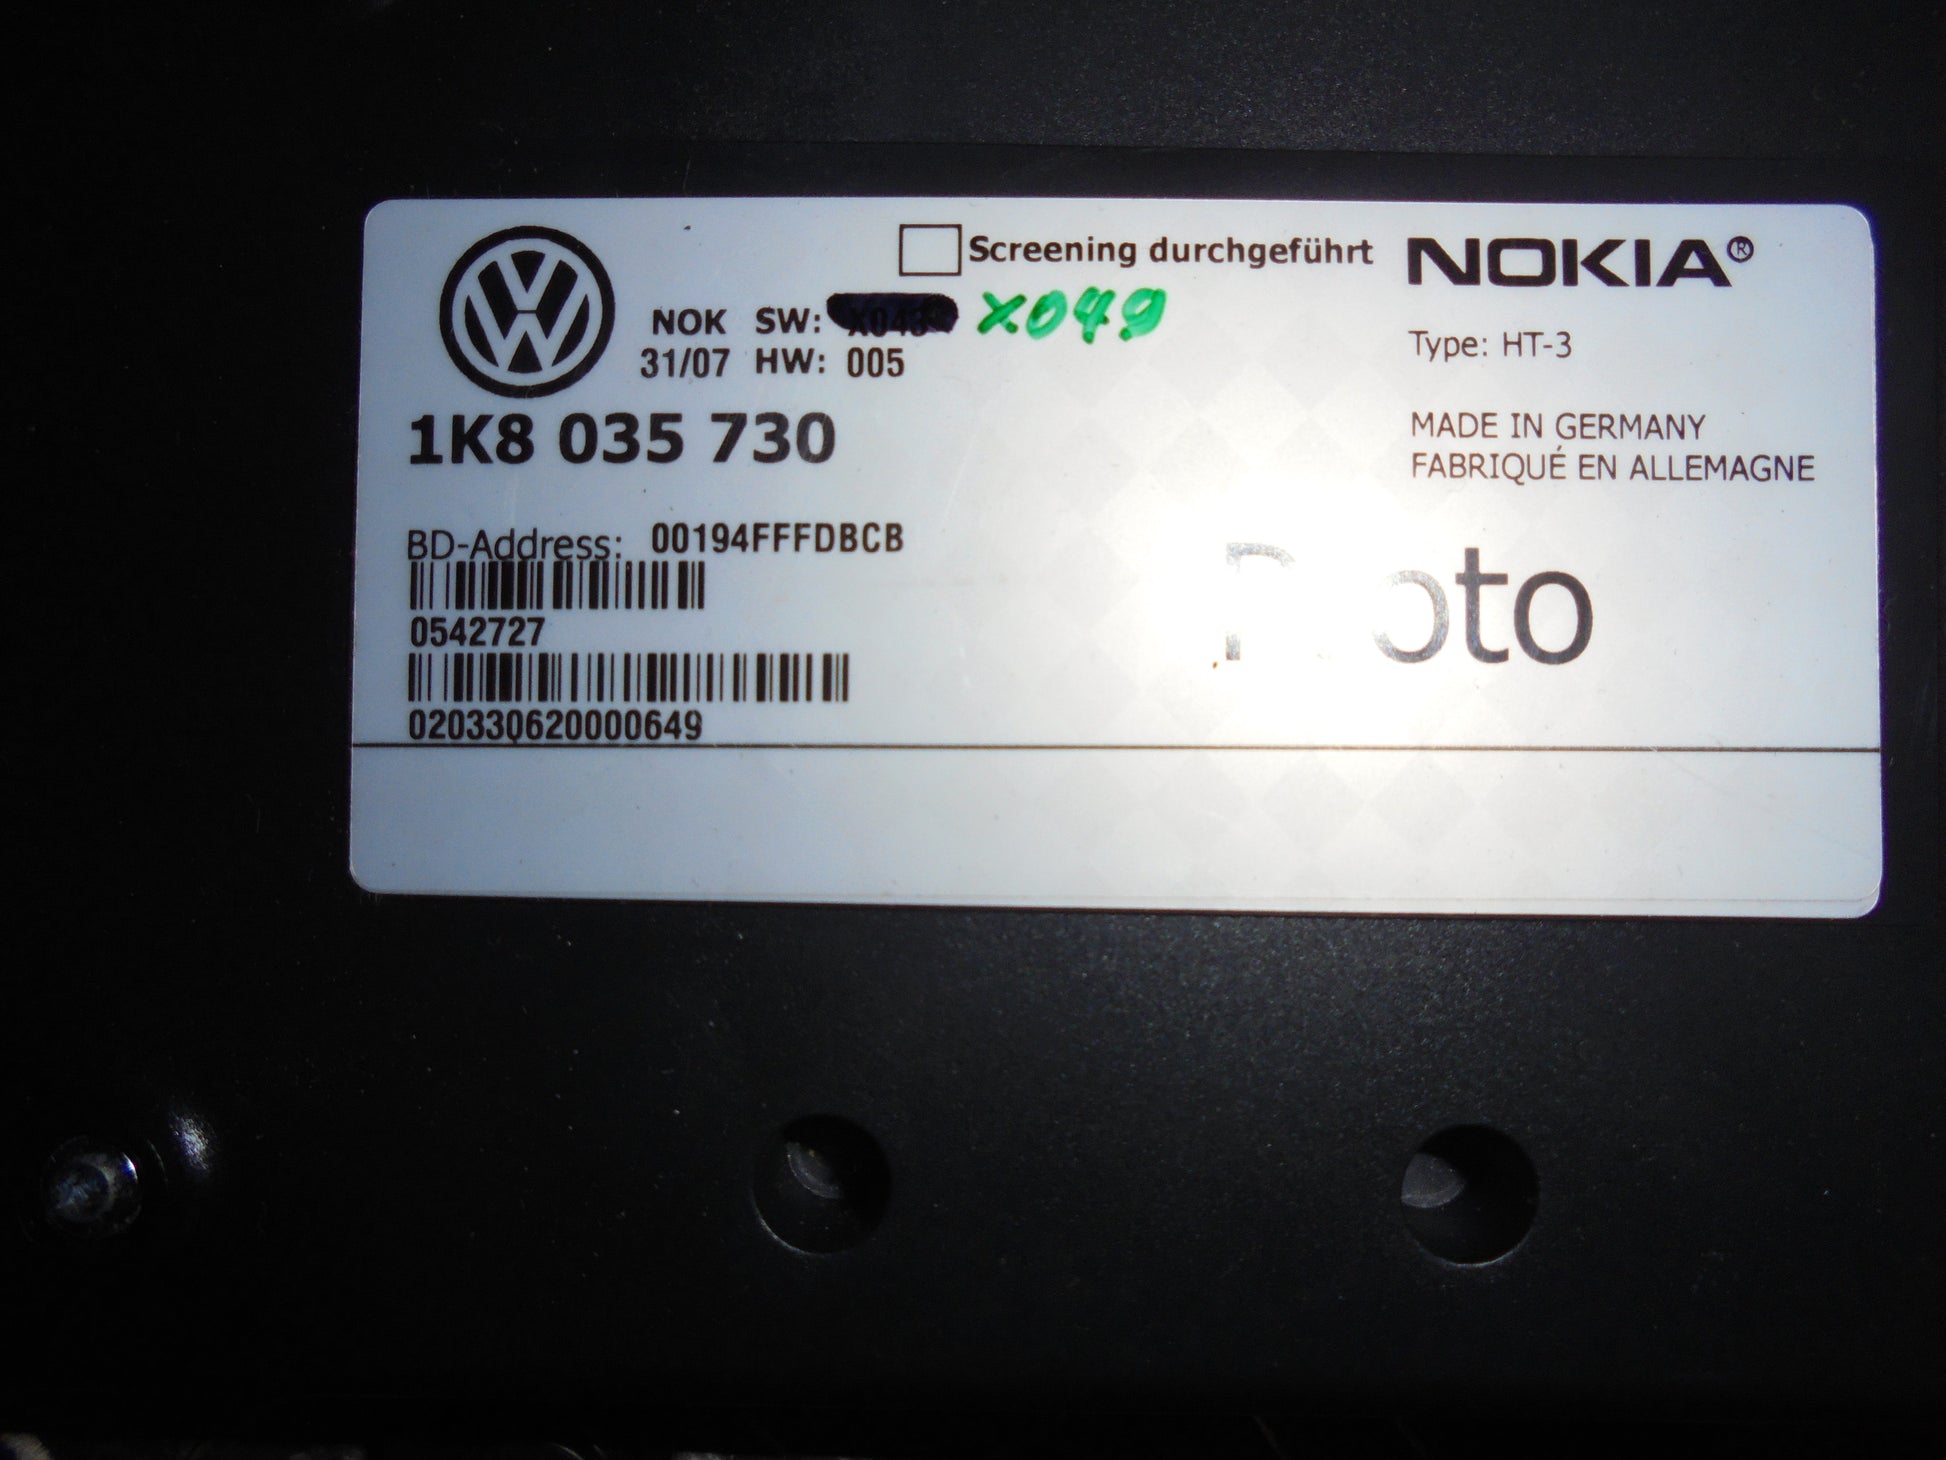 Screening durchgeführt
NOKIA®
NOK SW: X049
31/07 HW: 005
Type: HT-3
1K8 035 730
MADE IN GERMANY
FABRIQUÉ EN ALLEMAGNE
BD-Address: 00194FFFDBCB
Proto
0542727
020330620000649